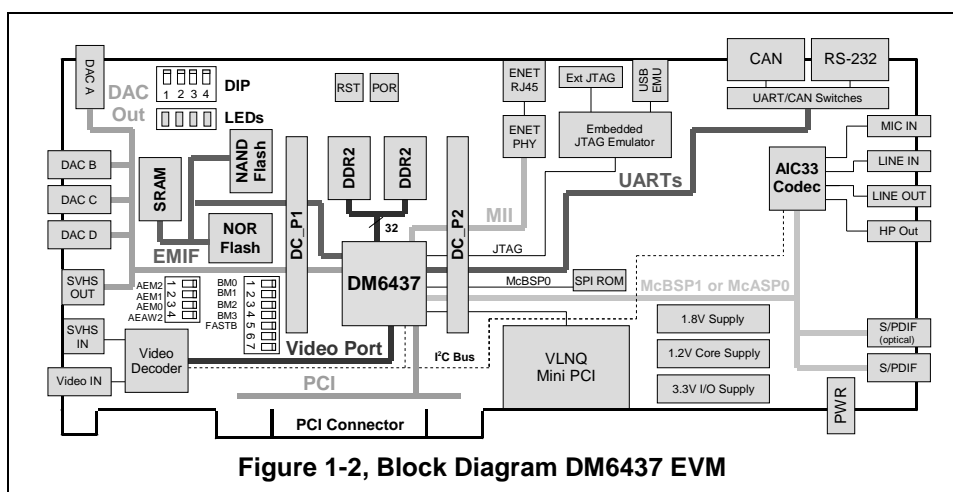 DAC A
DAC
Out
DIP
1 2 3 4
LEDs
RST
POR
ENET
RJ45
Ext JTAG
USB
EMU
CAN
RS-232
UART/CAN Switches
ENET
PHY
Embedded
JTAG Emulator
MIC IN
LINE IN
LINE OUT
HP Out
AIC33
Codec
DAC B
DAC C
DAC D
SRAM
NAND
Flash
NOR
Flash
EMIF
DC_P1
DDR2
DDR2
32
DC_P2
MII
UARTs
JTAG
DM6437
McBSP0
SPI ROM
McBSP1 or McASP0
SVHS
OUT
AEM2
AEM1
AEM0
AEAW2
1
2
3
4
BM0
BM1
BM2
BM3
FASTB
1
2
3
4
5
6
7
SVHS
IN
Video IN
Video
Decoder
Video Port
I²C Bus
VLNQ
Mini PCI
1.8V Supply
1.2V Core Supply
3.3V I/O Supply
S/PDIF
(optical)
S/PDIF
PWR
PCI
PCI Connector
Figure 1-2, Block Diagram DM6437 EVM